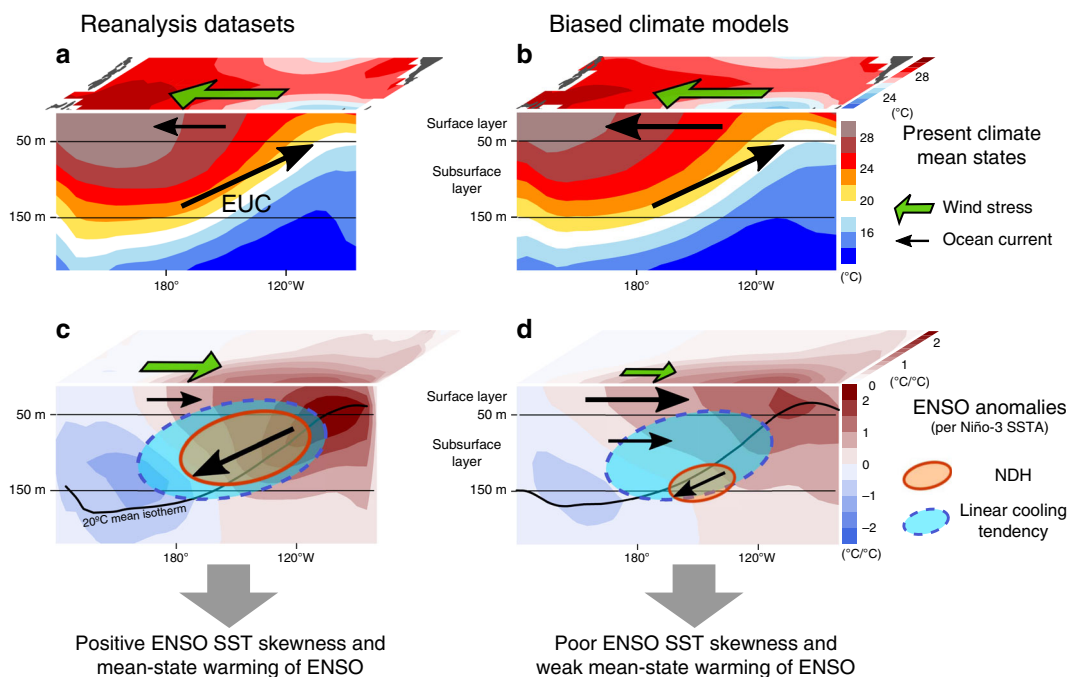 Reanalysis datasets
Biased climate models
a
b
28
24
(°C)
50 m
150 m
EUC
180°
120°W
Surface layer
50 m
Subsurface
layer
150 m
180°
120°W
28
24
20
16
(°C)
Present climate
mean states
Wind stress
Ocean current
c
d
2
1
(°C/°C)
50 m
150 m
20°C mean isotherm
180°
120°W
Surface layer
50 m
Subsurface
layer
150 m
180°
120°W
0
2
1
0
−1
−2
(°C/°C)
ENSO anomalies
(per Niño-3 SSTA)
NDH
Linear cooling
tendency
Positive ENSO SST skewness and
mean-state warming of ENSO
Poor ENSO SST skewness and
weak mean-state warming of ENSO